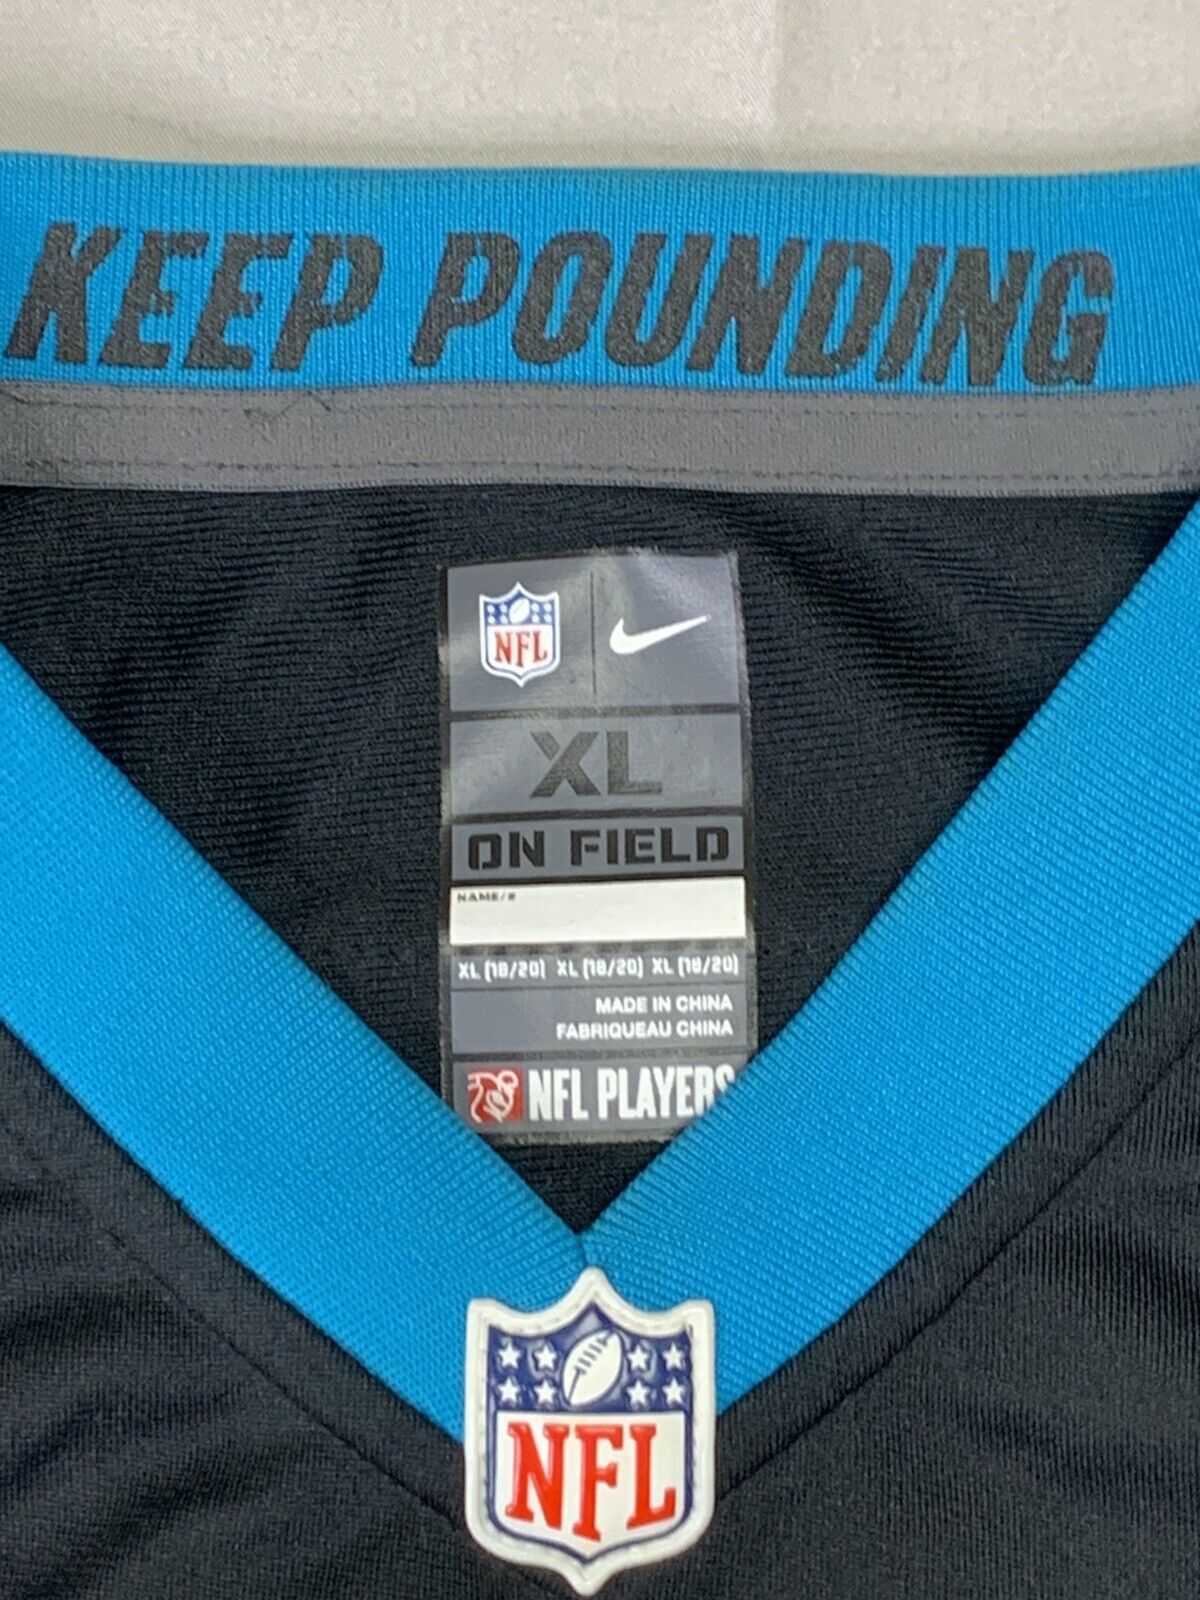 KEEP POUNDING
NFL
XL
ON FIELD
NAME/#
XL (18/20) XL (18/20) XL (18/20)
MADE IN CHINA
FABRIQUEAU CHINA
NFL PLAYERS
NFL